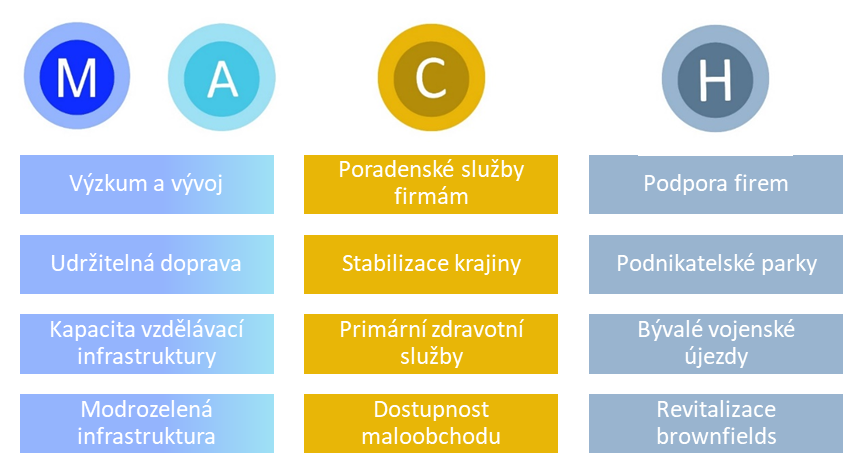 M A C H
Výzkum a vývoj
Poradenské služby
firmám
Podpora firem
Udržitelná doprava
Stabilizace krajiny
Podnikatelské parky
Kapacita vzdělávací
infrastruktury
Primární zdravotní
služby
Bývalé vojenské
újezdy
Modrozelená
infrastruktura
Dostupnost
maloobchodu
Revitalizace
brownfields